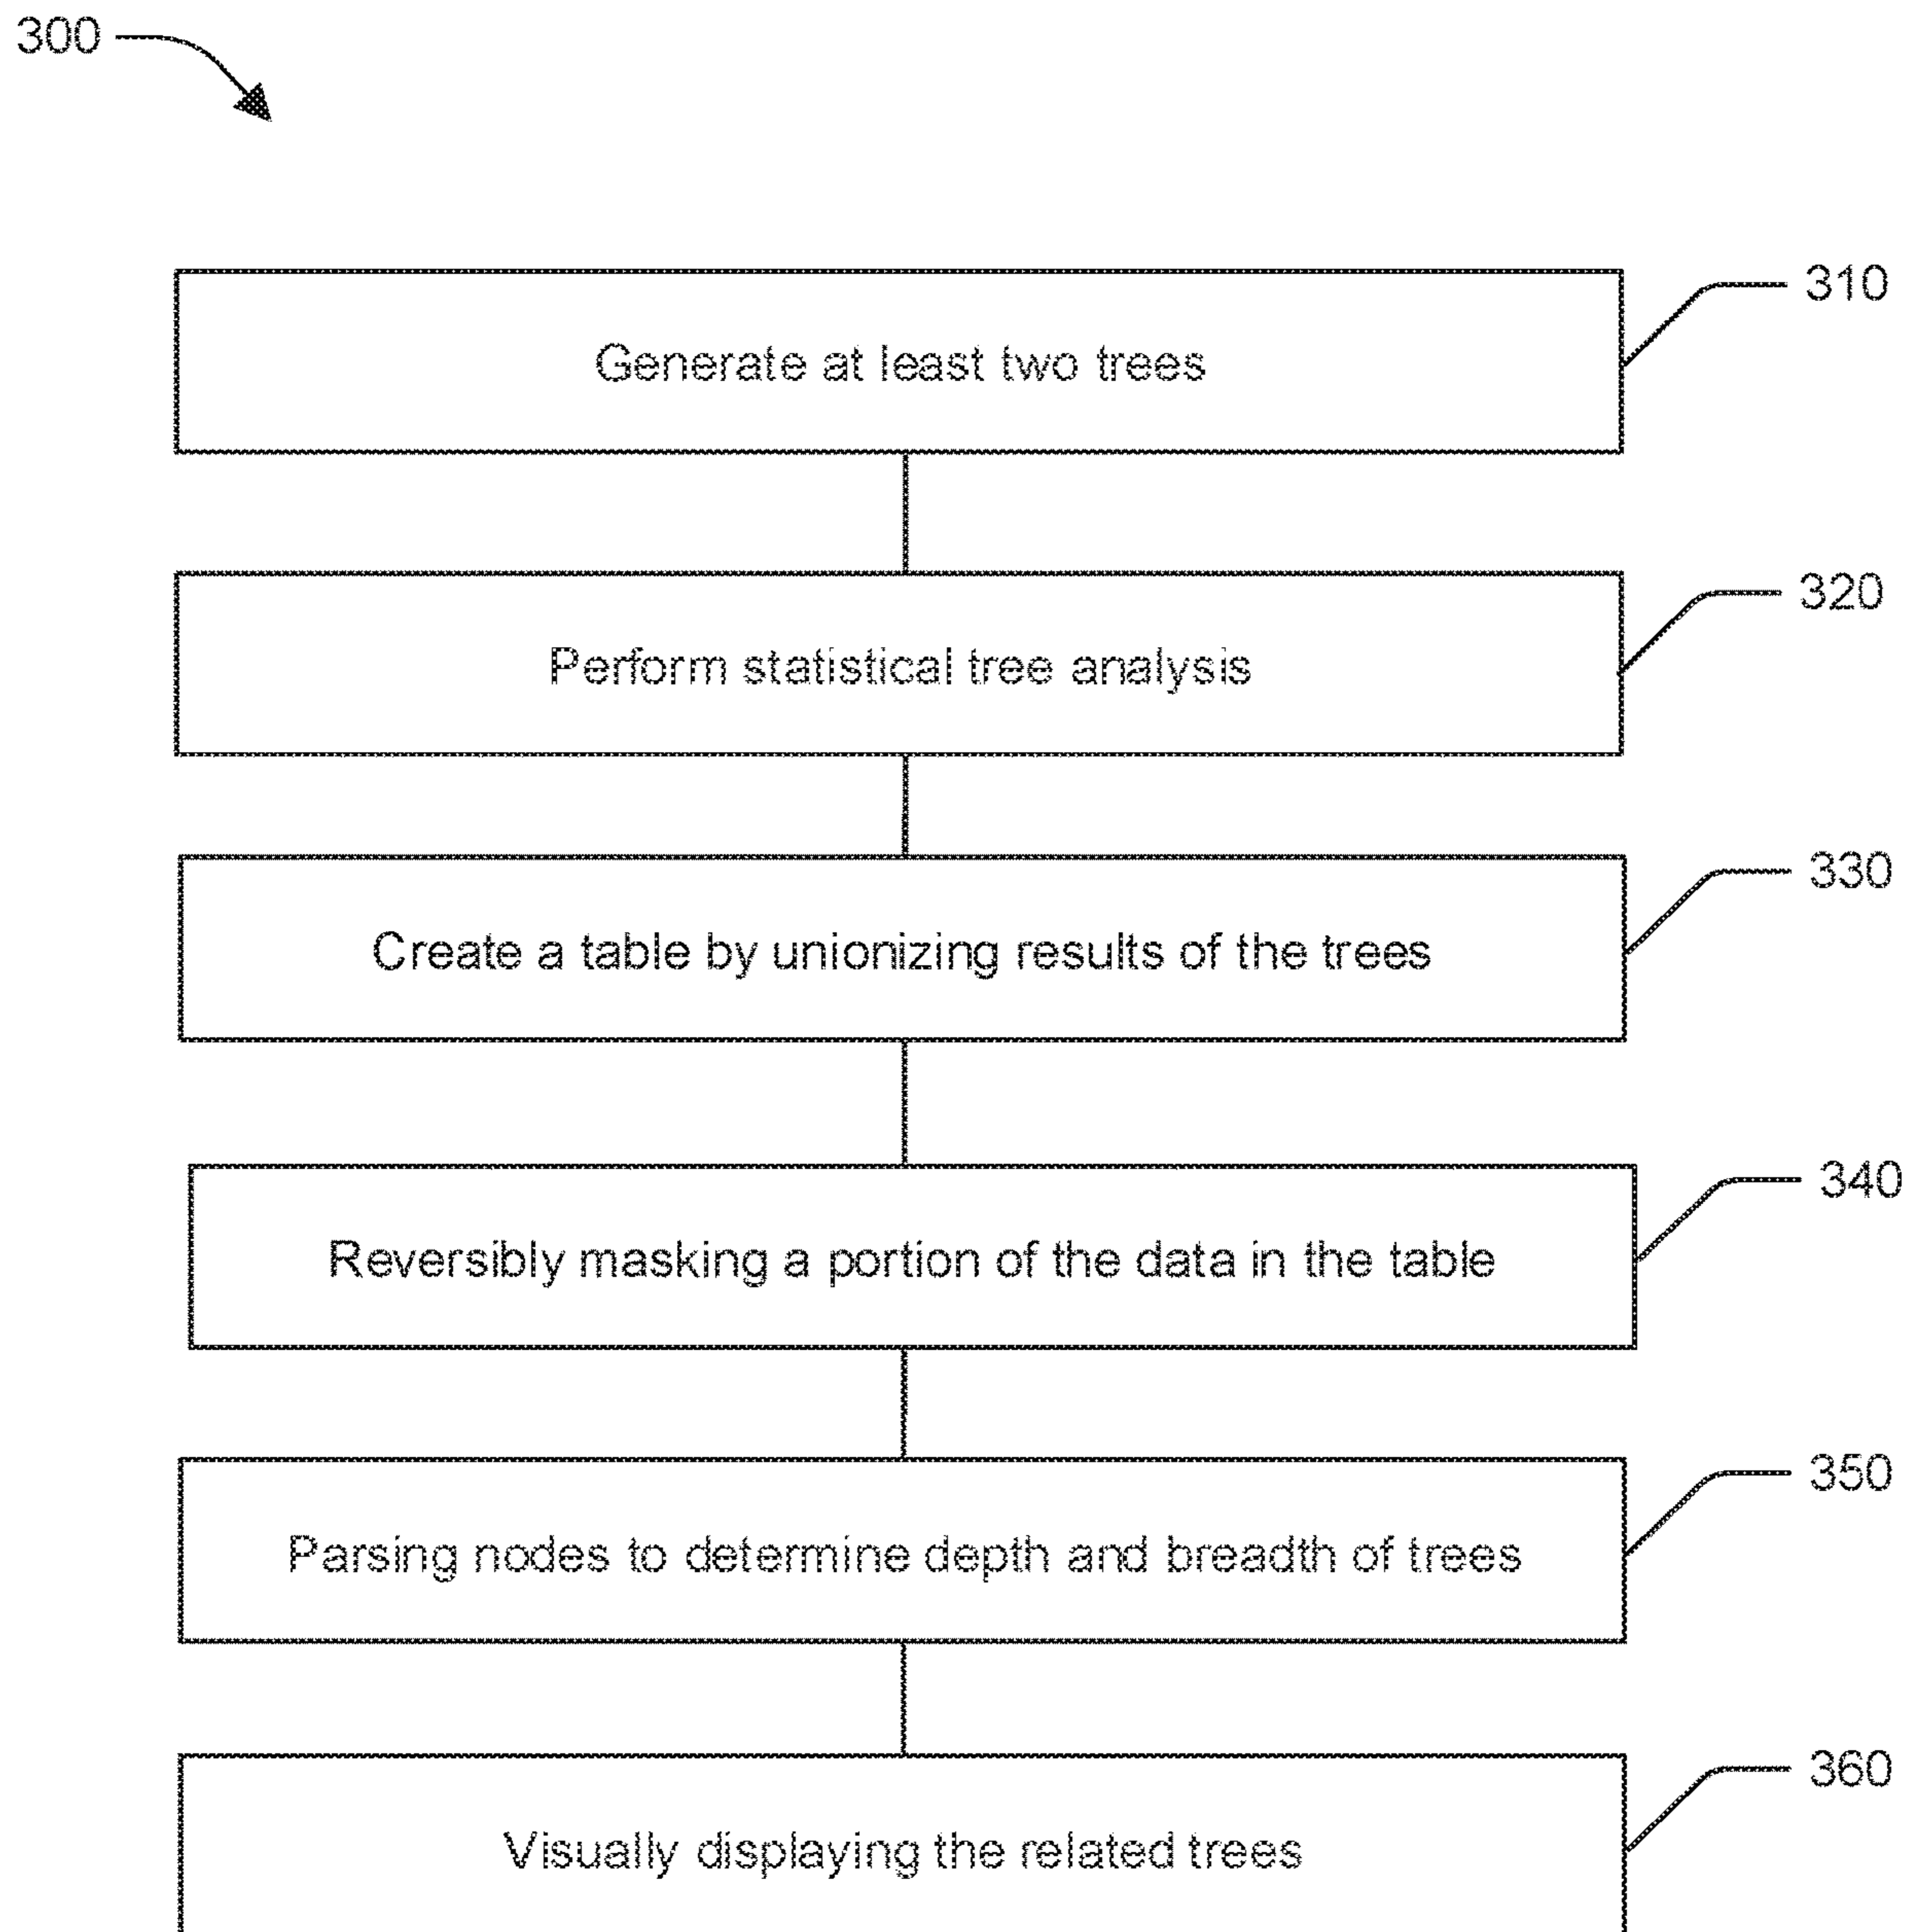 300
310
Generate at least two trees
320
Perform statistical tree analysis
330
Create a table by unionizing results of the trees
340
Reversibly masking a portion of the data in the table
350
Parsing nodes to determine depth and breadth of trees
360
Visually displaying the related trees